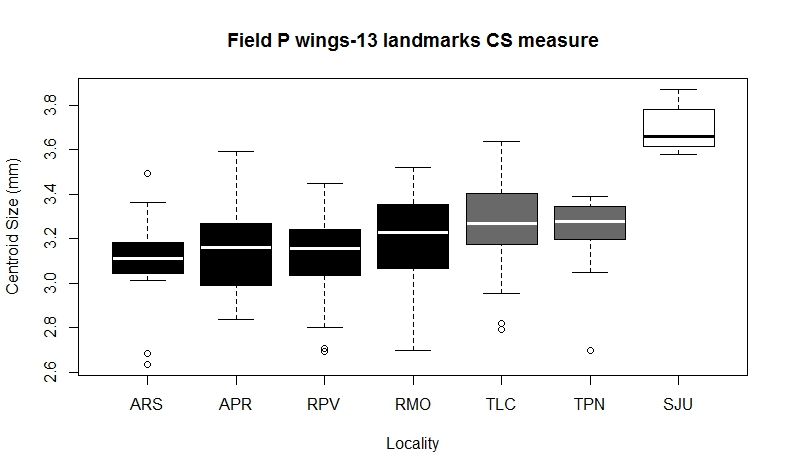 Field P wings-13 landmarks CS measure
Centroid Size (mm)
3.8
3.6
3.4
3.2
3.0
2.8
2.6
ARS APR RPV RMO TLC TPN SJU
Locality